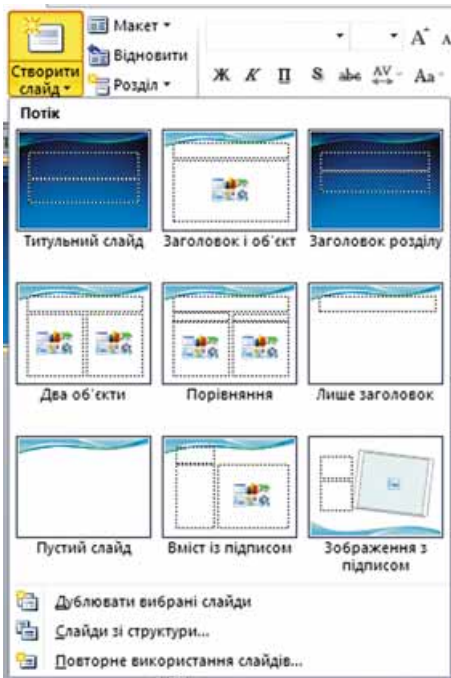 Макет
Відновити
Розділ
Створити
слайд
A A
Ж К П S abc AV Aa
Потік
Титульний слайд
Заголовок і об'єкт
Заголовок розділу
Два об'єкти
Порівняння
Лише заголовок
Пустий слайд
Вміст із підписом
Зображення з
підписом
Дублювати вибрані слайди
Слайди зі структури...
Повторне використання слайдів...